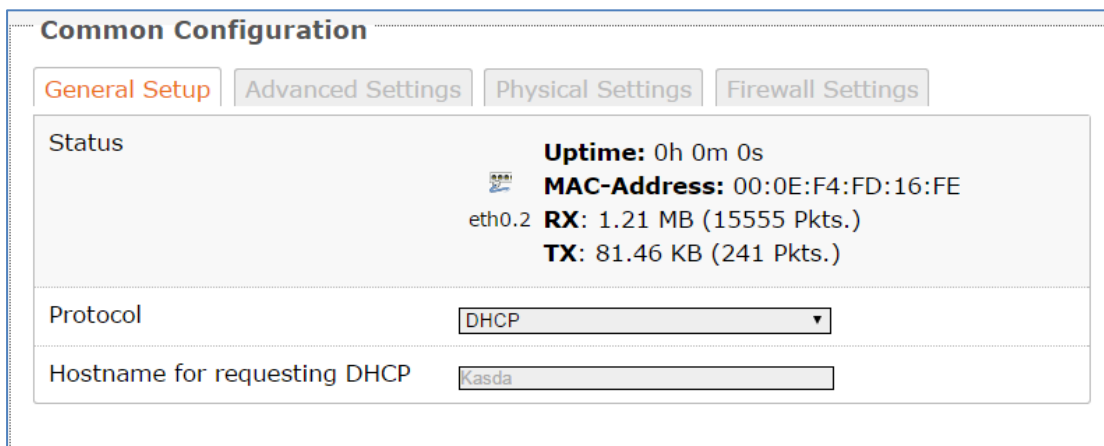 Common Configuration
General Setup
Advanced Settings
Physical Settings
Firewall Settings
Status
Uptime: 0h 0m 0s
MAC-Address: 00:0E:F4:FD:16:FE
eth0.2 RX: 1.21 MB (15555 Pkts.)
TX: 81.46 KB (241 Pkts.)
Protocol
DHCP
Hostname for requesting DHCP
Kasda